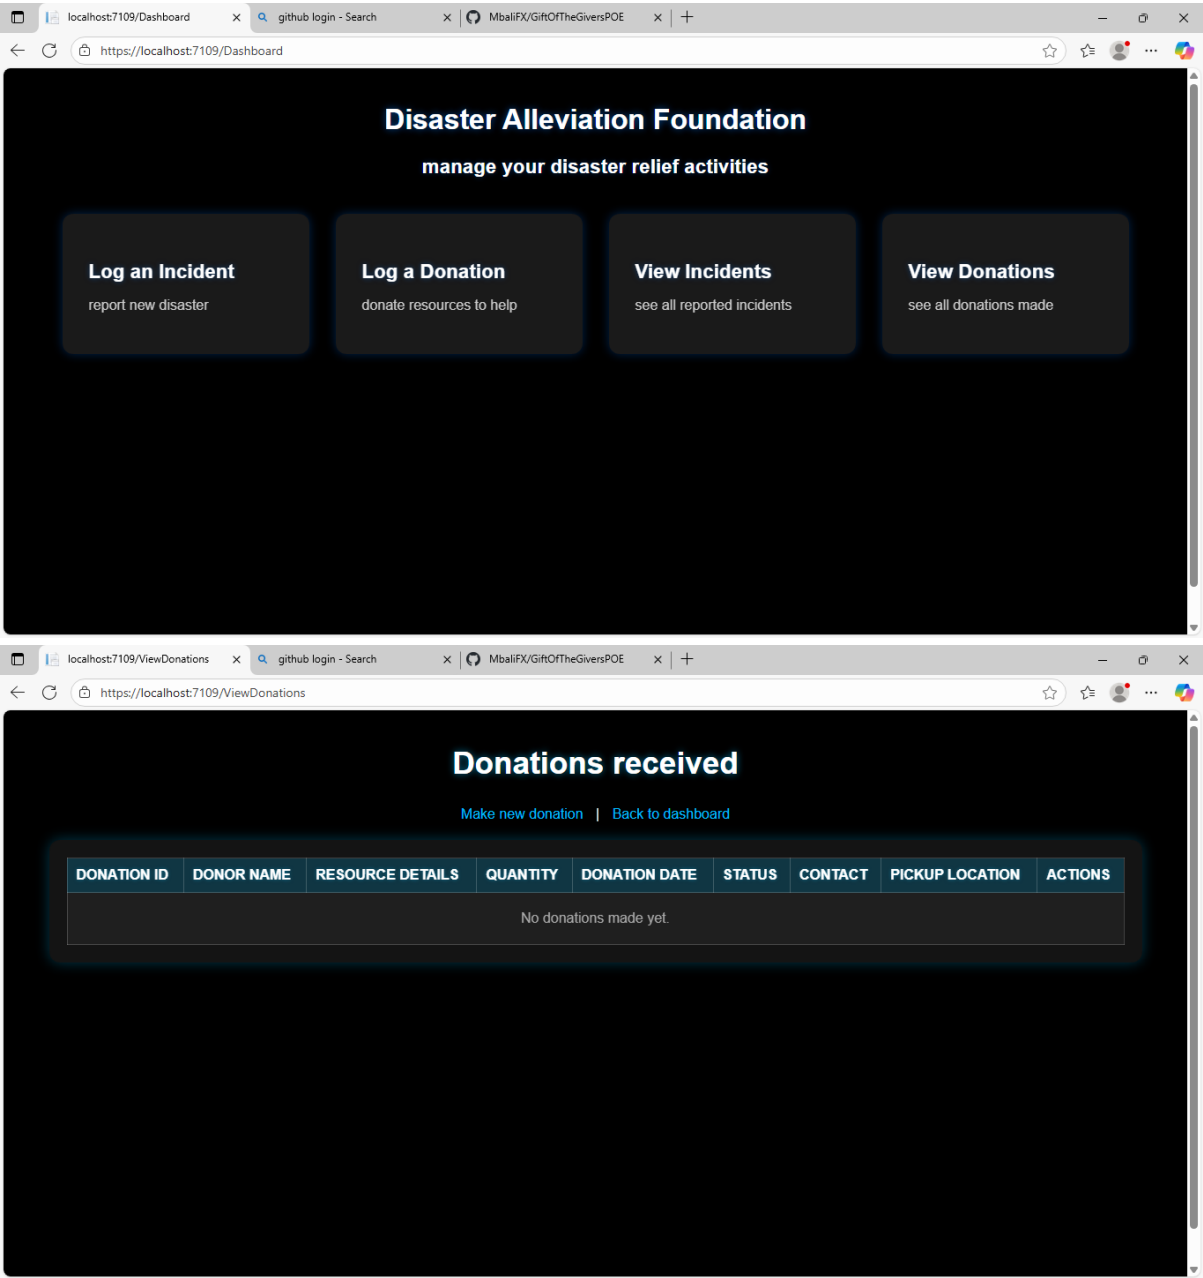 localhost:7109/Dashboard
github login - Search
MbaliFX/GiftOfTheGiversPOE
https://localhost:7109/Dashboard
Disaster Alleviation Foundation
manage your disaster relief activities
Log an Incident
report new disaster
Log a Donation
donate resources to help
View Incidents
see all reported incidents
View Donations
see all donations made
localhost:7109/ViewDonations
github login - Search
MbaliFX/GiftOfTheGiversPOE
https://localhost:7109/ViewDonations
Donations received
Make new donation | Back to dashboard
DONATION ID DONOR NAME RESOURCE DETAILS QUANTITY DONATION DATE STATUS CONTACT PICKUP LOCATION ACTIONS
No donations made yet.